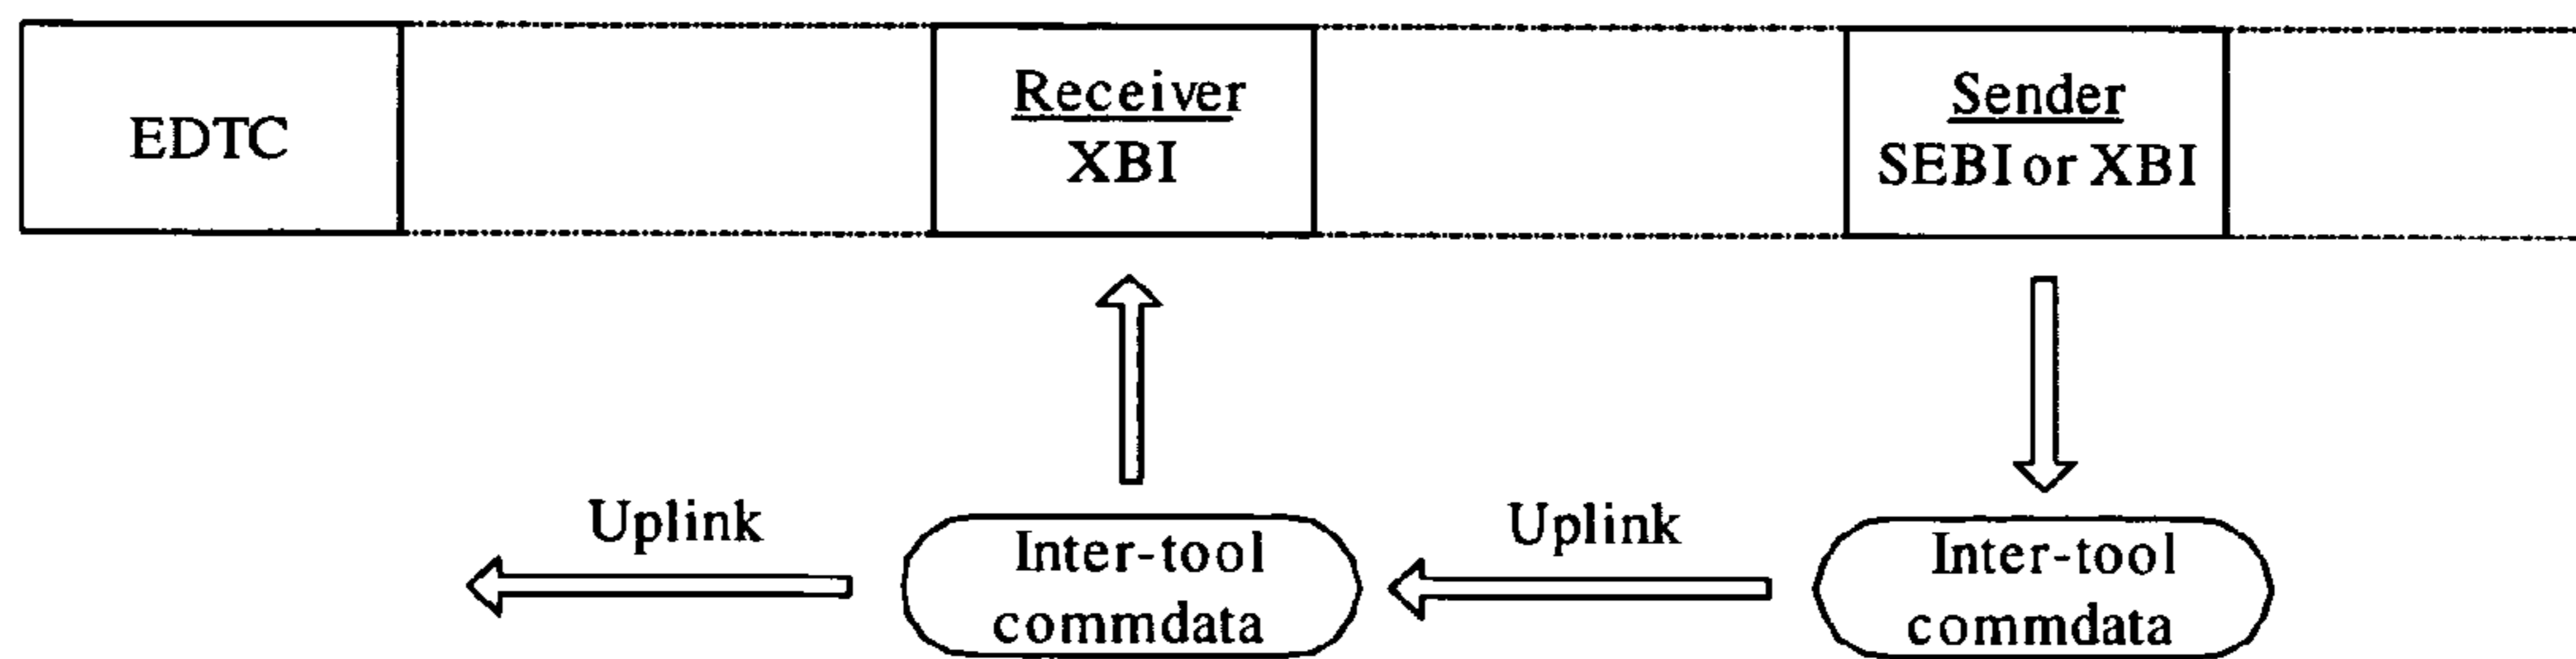 EDTC
Receiver
XBI
Sender
SEBI or XBI
Uplink
Inter-tool
commdata
Uplink
Inter-tool
commdata